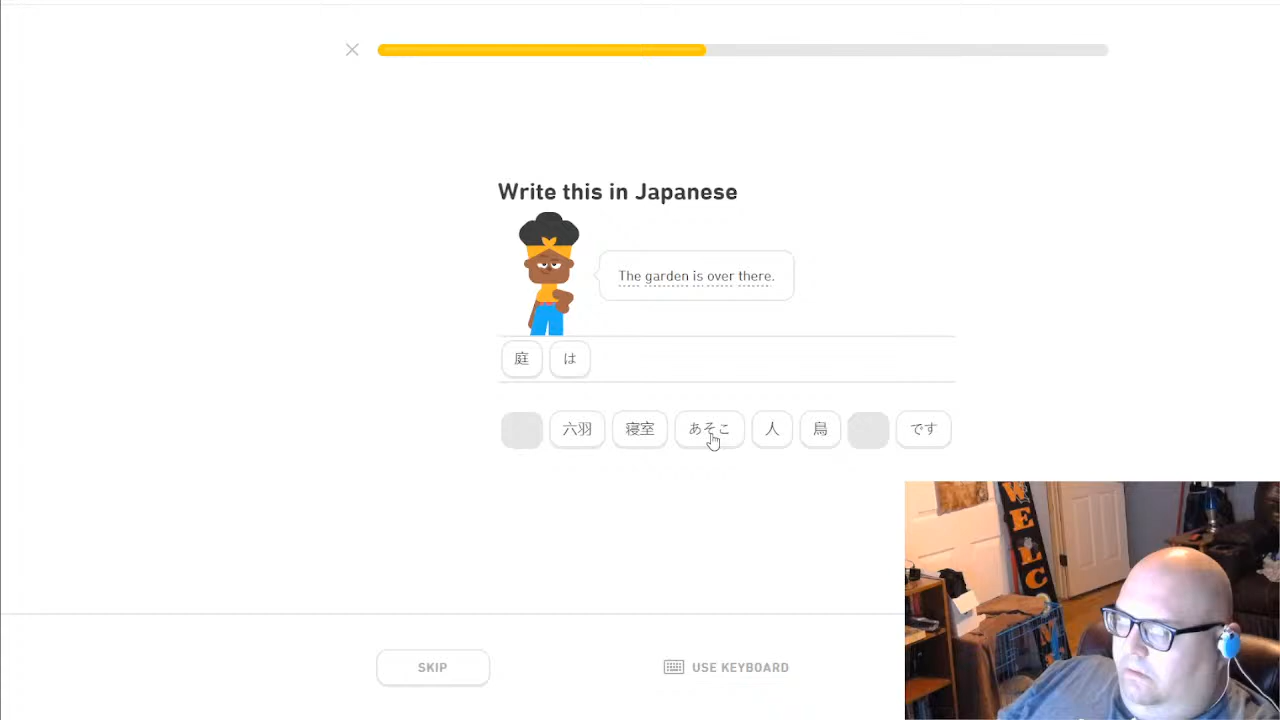 Write this in Japanese
The garden is over there.
庭 は
六羽 寝室 あそこ 人 鳥 です
SKIP
USE KEYBOARD
WELC